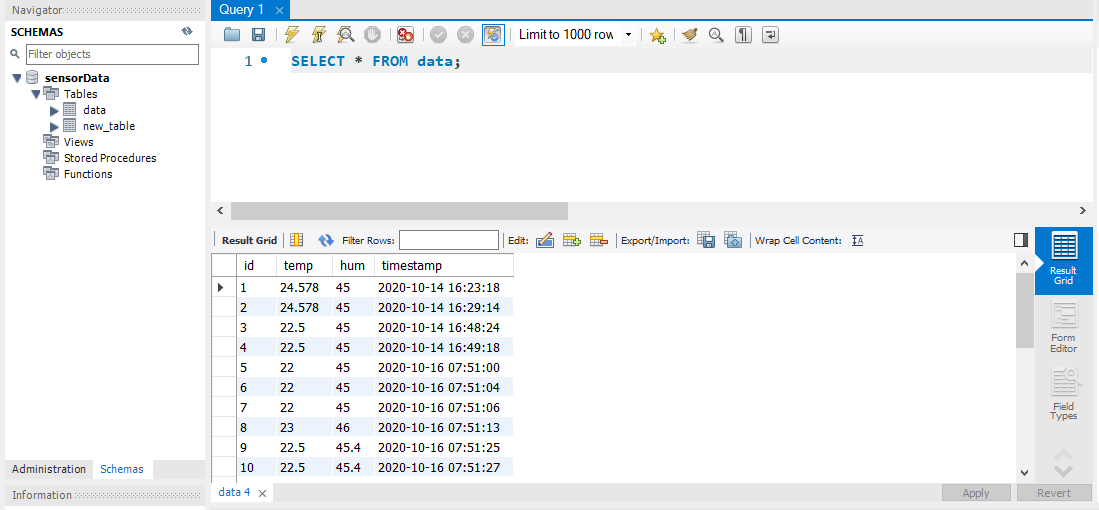 Navigator
SCHEMAS
Filter objects
sensorData
Tables
data
new_table
Views
Stored Procedures
Functions
Administration Schemas
Information
Query 1
Limit to 1000 row
1 SELECT * FROM data;
Result Grid Filter Rows: Edit: Export/Import: Wrap Cell Content:
id temp hum timestamp
1 24.578 45 2020-10-14 16:23:18
2 24.578 45 2020-10-14 16:29:14
3 22.5 45 2020-10-14 16:48:24
4 22.5 45 2020-10-14 16:49:18
5 22 45 2020-10-16 07:51:00
6 22 45 2020-10-16 07:51:04
7 22 45 2020-10-16 07:51:06
8 23 46 2020-10-16 07:51:13
9 22.5 45.4 2020-10-16 07:51:25
10 22.5 45.4 2020-10-16 07:51:27
Result
Grid
Form
Editor
Field
Types
data 4
Apply Revert